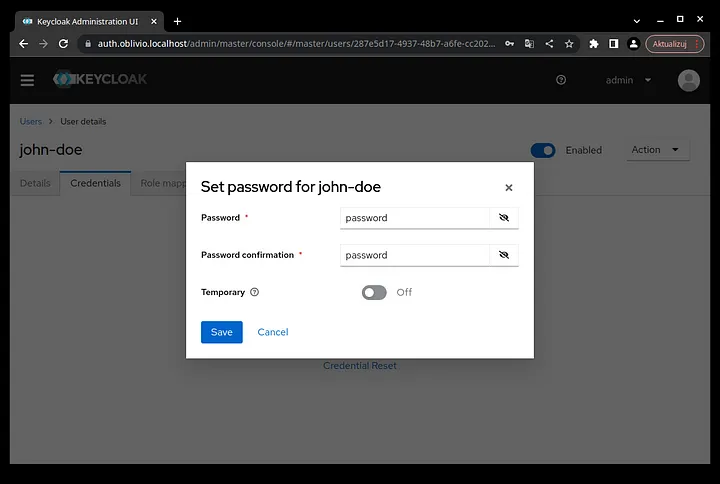 Keycloak Administration UI
auth.oblivio.localhost/admin/master/console/#/master/users/287e5d17-4937-48b7-a6fe-cc202...
Aktualizuj
KEYCLOAK
admin
Users > User details
john-doe
Enabled
Action
Details
Credentials
Role mapp
Set password for john-doe
Password *
password
Password confirmation *
password
Temporary
Off
Save
Cancel
Credential Reset